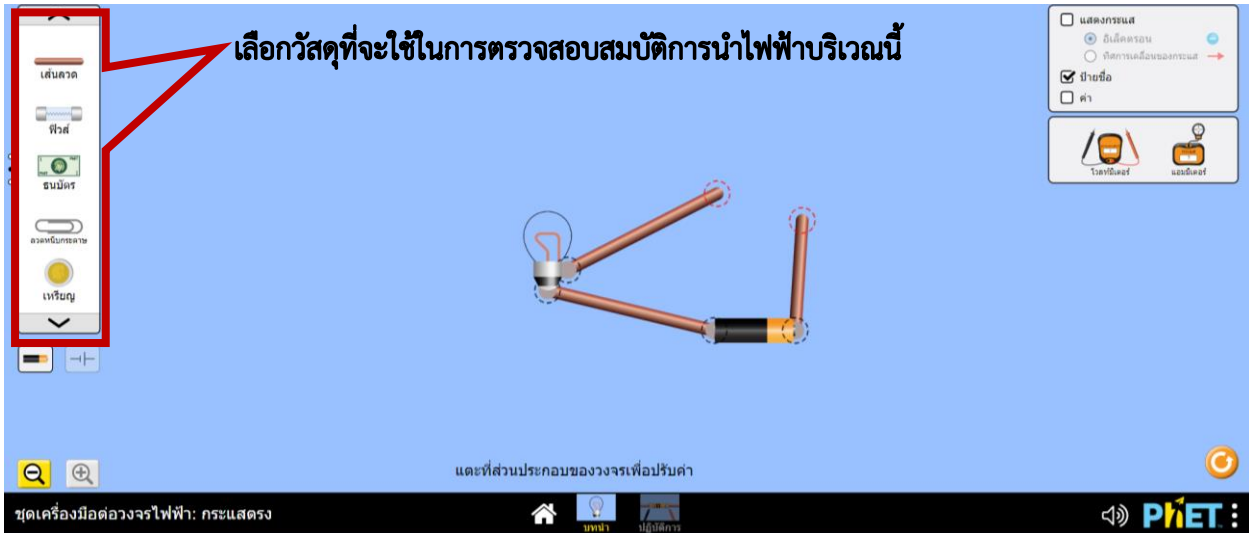 เลือกวัสดุที่จะใช้ในการตรวจสอบสมบัติการนำไฟฟ้าบริเวณนี้
เส้นลวด
ฟิวส์
ธนบัตร
ลวดหนีบกระดาษ
เหรียญ
แสดงกระแส
อิเล็คตรอน
ทิศการเคลื่อนของกระแส
ป้ายชื่อ
ค่า
โวลท์มิเตอร์
แอมมิเตอร์
แตะที่ส่วนประกอบของวงจรเพื่อปรับค่า
ชุดเครื่องมือต่อวงจรไฟฟ้า: กระแสตรง
บทนำ
ปฏิบัติการ
PhET